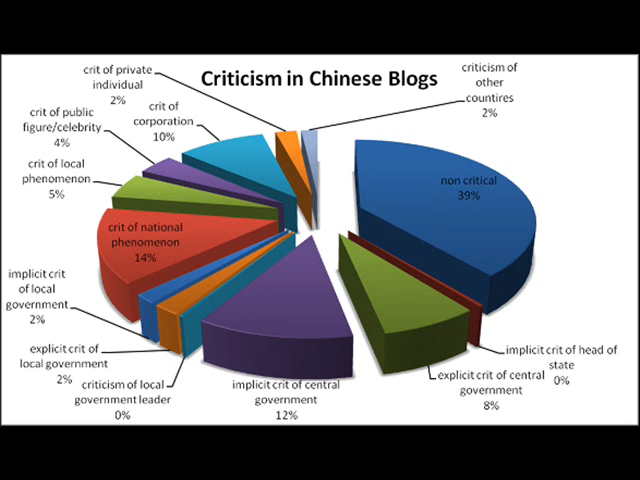 Criticism in Chinese Blogs
crit of private
individual
2%
criticism of
other
countires
2%
crit of public
figure/celebrity
4%
crit of
corporation
10%
crit of local
phenomenon
5%
non critical
39%
crit of national
phenomenon
14%
implicit crit
of local
government
2%
explicit crit of
local government
2%
criticism of local
government leader
0%
implicit crit of central
government
12%
explicit crit of central
government
8%
implicit crit of head of
state
0%